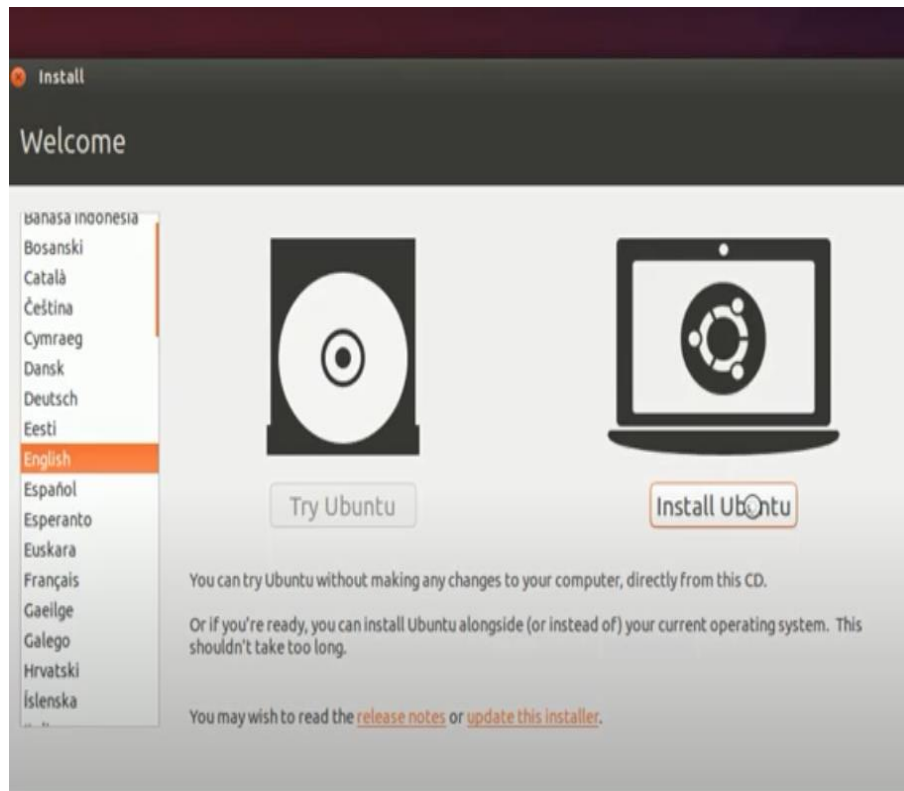 Install
Welcome
Bahasa Indonesia
Bosanski
Català
Čeština
Cymraeg
Dansk
Deutsch
Eesti
English
Español
Esperanto
Euskara
Français
Gaeilge
Galego
Hrvatski
Íslenska
Try Ubuntu
Install Ubuntu
You can try Ubuntu without making any changes to your computer, directly from this CD.
Or if you're ready, you can install Ubuntu alongside (or instead of) your current operating system. This
shouldn't take too long.
You may wish to read the release notes or update this installer.